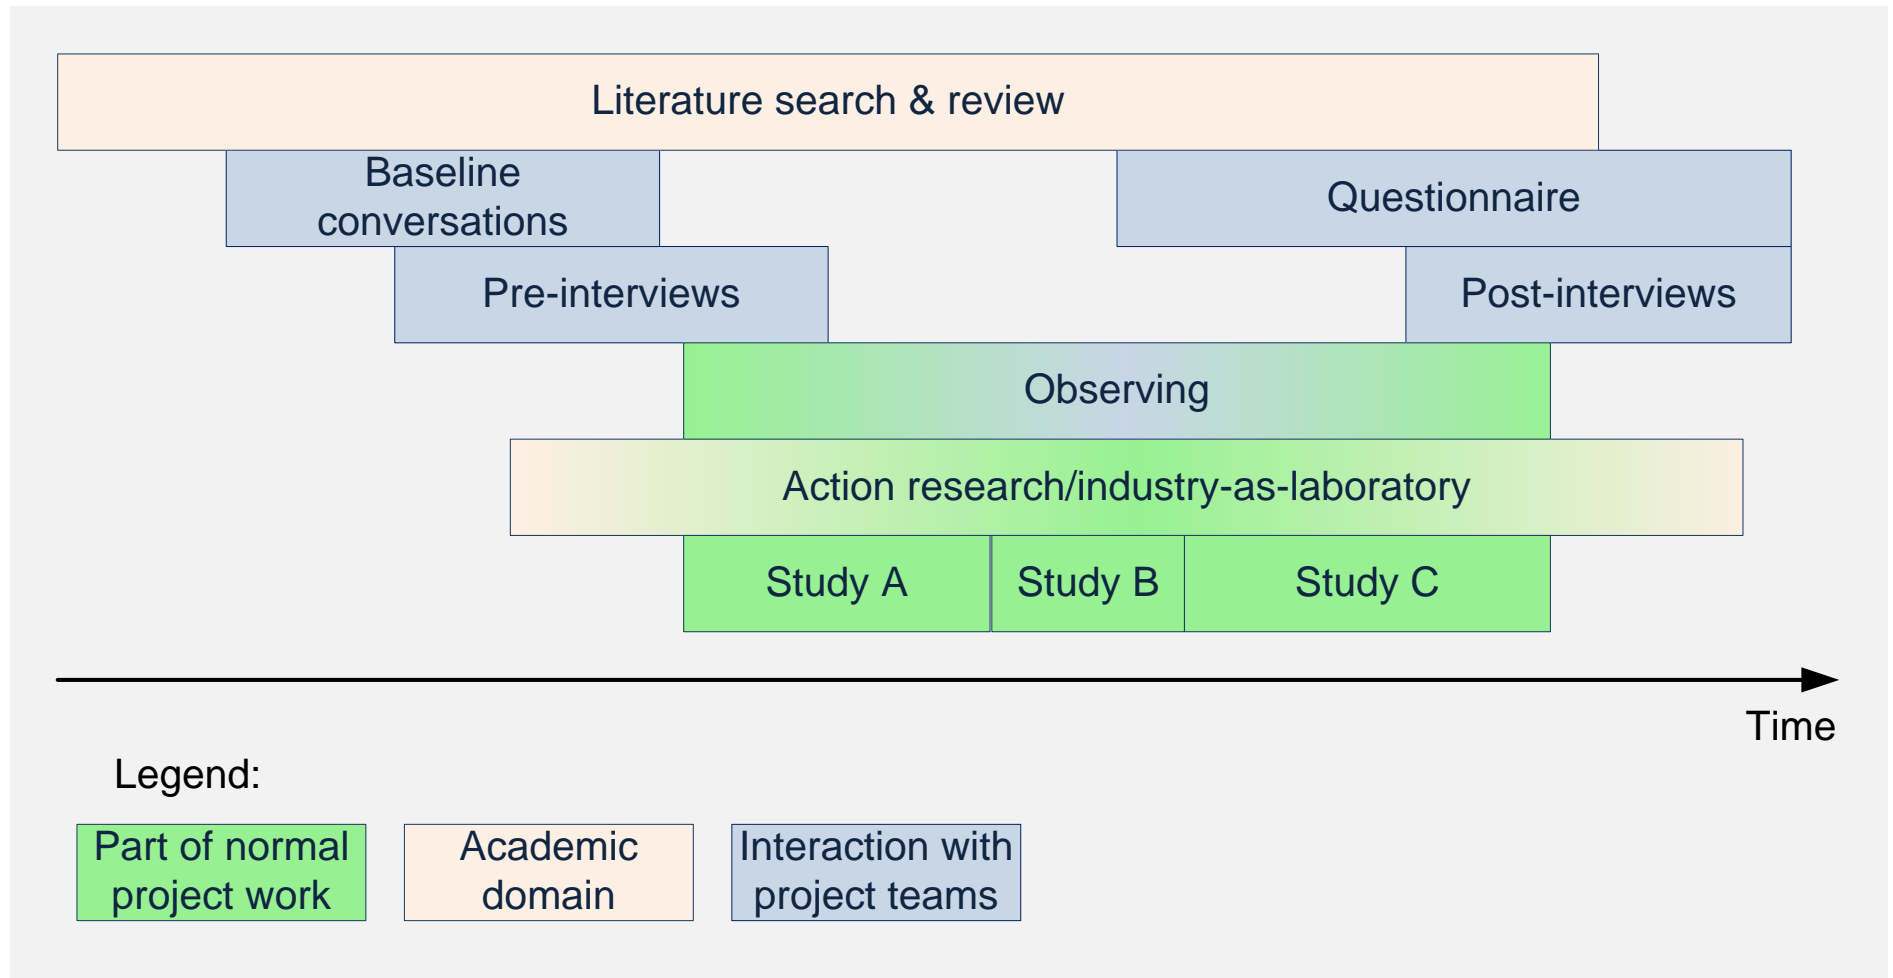 Literature search & review
Baseline
conversations
Questionnaire
Pre-interviews
Post-interviews
Observing
Action research/industry-as-laboratory
Study A
Study B
Study C
Time
Legend:
Part of normal
project work
Academic
domain
Interaction with
project teams